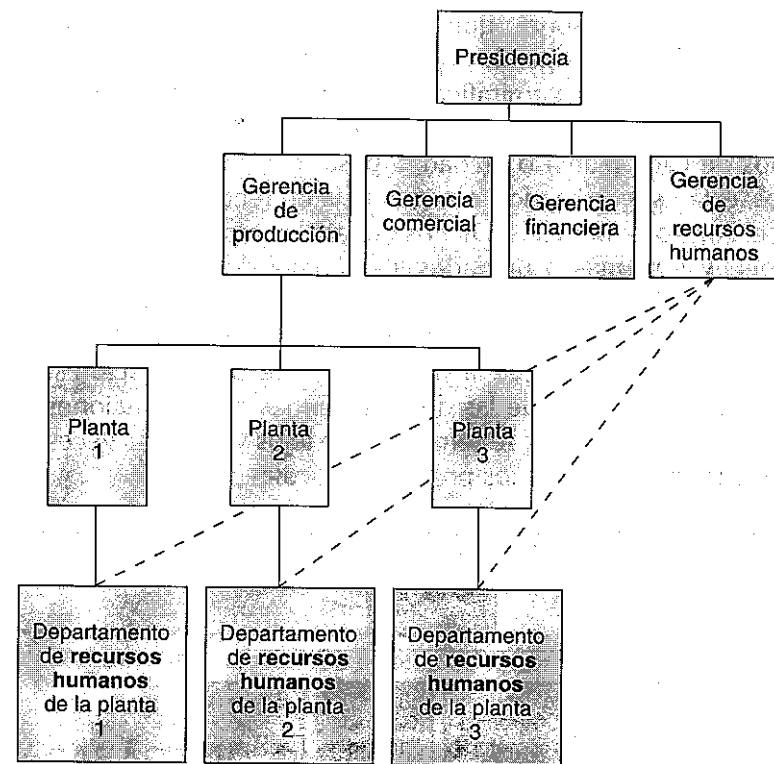 Presidencia
Gerencia
de
producción
Gerencia
comercial
Gerencia
financiera
Gerencia
de
recursos
humanos
Planta
1
Planta
2
Planta
3
Departamento
de recursos
humanos
de la planta
1
Departamento
de recursos
humanos
de la planta
2
Departamento
de recursos
humanos
de la planta
3